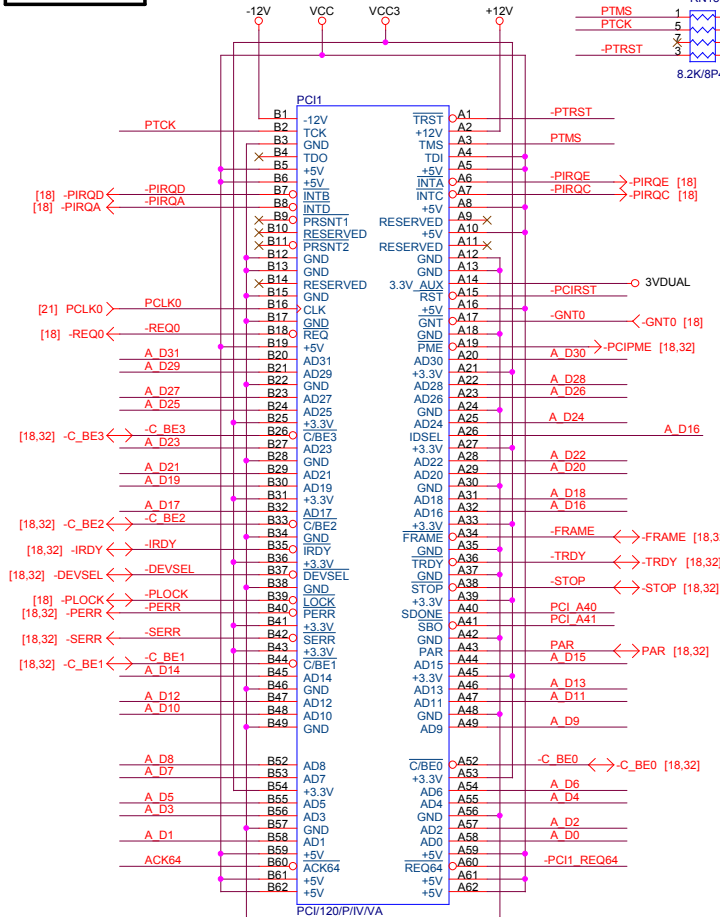 -12V VCC VCC3 +12V
RN18
PTMS 1
PTCK 5
7
-PTRST 3
8.2K/8P4
PCI1
B1 -12V TRST A1 -PTRST
PTCK B2 TCK +12V A2
B3 GND TMS A3 PTMS
B4 TDO TDI A4
B5 +5V +5V A5
B6 +5V INTA A6 -PIRQE -PIRQE [18]
[18] -PIRQD -PIRQD B7 INTB INTC A7 -PIRQC -PIRQC [18]
[18] -PIRQA -PIRQA B8 INTD +5V A8
B9 PRSNT1 RESERVED A9
B10 RESERVED +5V A10
B11 PRSNT2 RESERVED A11
B12 GND GND A12
B13 GND GND A13
B14 RESERVED 3.3V_AUX A14 3VDUAL
B15 GND RST A15 -PCIRST
[21] PCLK0 PCLK0 B16 CLK +5V A16
B17 GND GNT A17 -GNT0 -GNT0 [18]
[18] -REQ0 -REQ0 B18 REQ GND A18
B19 +5V PME A19 -PCIPME [18,32]
A_D31 B20 AD31 AD30 A20 A_D30
A_D29 B21 AD29 +3.3V A21
B22 GND AD28 A22 A_D28
A_D27 B23 AD27 AD26 A23 A_D26
A_D25 B24 AD25 GND A24
B25 +3.3V AD24 A25 A_D24
[18,32] -C_BE3 -C_BE3 B26 C/BE3 IDSEL A26 A_D16
A_D23 B27 AD23 +3.3V A27
B28 GND AD22 A28 A_D22
A_D21 B29 AD21 AD20 A29 A_D20
A_D19 B30 AD19 GND A30
B31 +3.3V AD18 A31 A_D18
A_D17 B32 AD17 AD16 A32 A_D16
[18,32] -C_BE2 -C_BE2 B33 C/BE2 +3.3V A33
B34 GND FRAME A34 -FRAME -FRAME [18,3
[18,32] -IRDY -IRDY B35 IRDY GND A35
B36 +3.3V TRDY A36 -TRDY -TRDY [18,32]
[18,32] -DEVSEL -DEVSEL B37 DEVSEL GND A37
B38 GND STOP A38 -STOP -STOP [18,32]
[18] -PLOCK -PLOCK B39 LOCK +3.3V A39
[18,32] -PERR -PERR B40 PERR SDONE A40 PCI_A40
B41 +3.3V SBO A41 PCI_A41
[18,32] -SERR -SERR B42 SERR GND A42
B43 +3.3V PAR A43 PAR PAR [18,32]
[18,32] -C_BE1 -C_BE1 B44 C/BE1 AD15 A44 A_D15
A_D14 B45 AD14 +3.3V A45
B46 GND AD13 A46 A_D13
A_D12 B47 AD12 AD11 A47 A_D11
A_D10 B48 AD10 GND A48
B49 GND AD9 A49 A_D9
A_D8 B52 AD8 C/BE0 A52 -C_BE0 -C_BE0 [18,32]
A_D7 B53 AD7 +3.3V A53
B54 +3.3V AD6 A54 A_D6
A_D5 B55 AD5 AD4 A55 A_D4
A_D3 B56 AD3 GND A56
B57 GND AD2 A57 A_D2
A_D1 B58 AD1 AD0 A58 A_D0
B59 +5V +5V A59
ACK64 B60 ACK64 REQ64 A60 -PCI1_REQ64
B61 +5V +5V A61
B62 +5V +5V A62
PCI/120/P/IV/VA